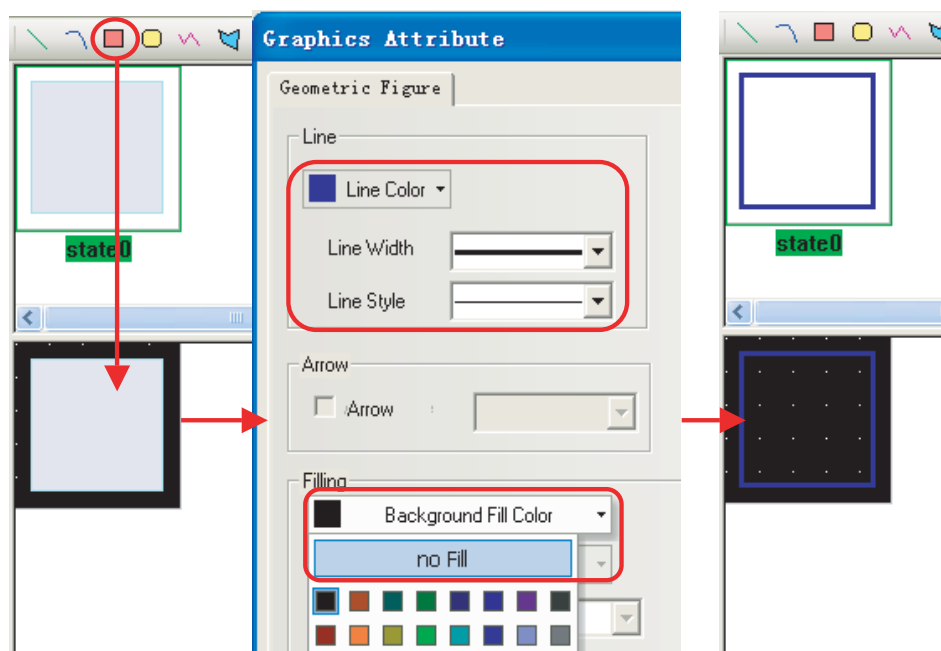 state0
Graphics Attribute
Geometric Figure
Line
Line Color
Line Width
Line Style
Arrow
Arrow
Filling
Background Fill Color
no Fill
state0